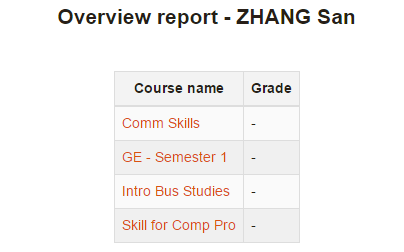 Overview report - ZHANG San
Course name Grade
Comm Skills -
GE - Semester 1 -
Intro Bus Studies -
Skill for Comp Pro -